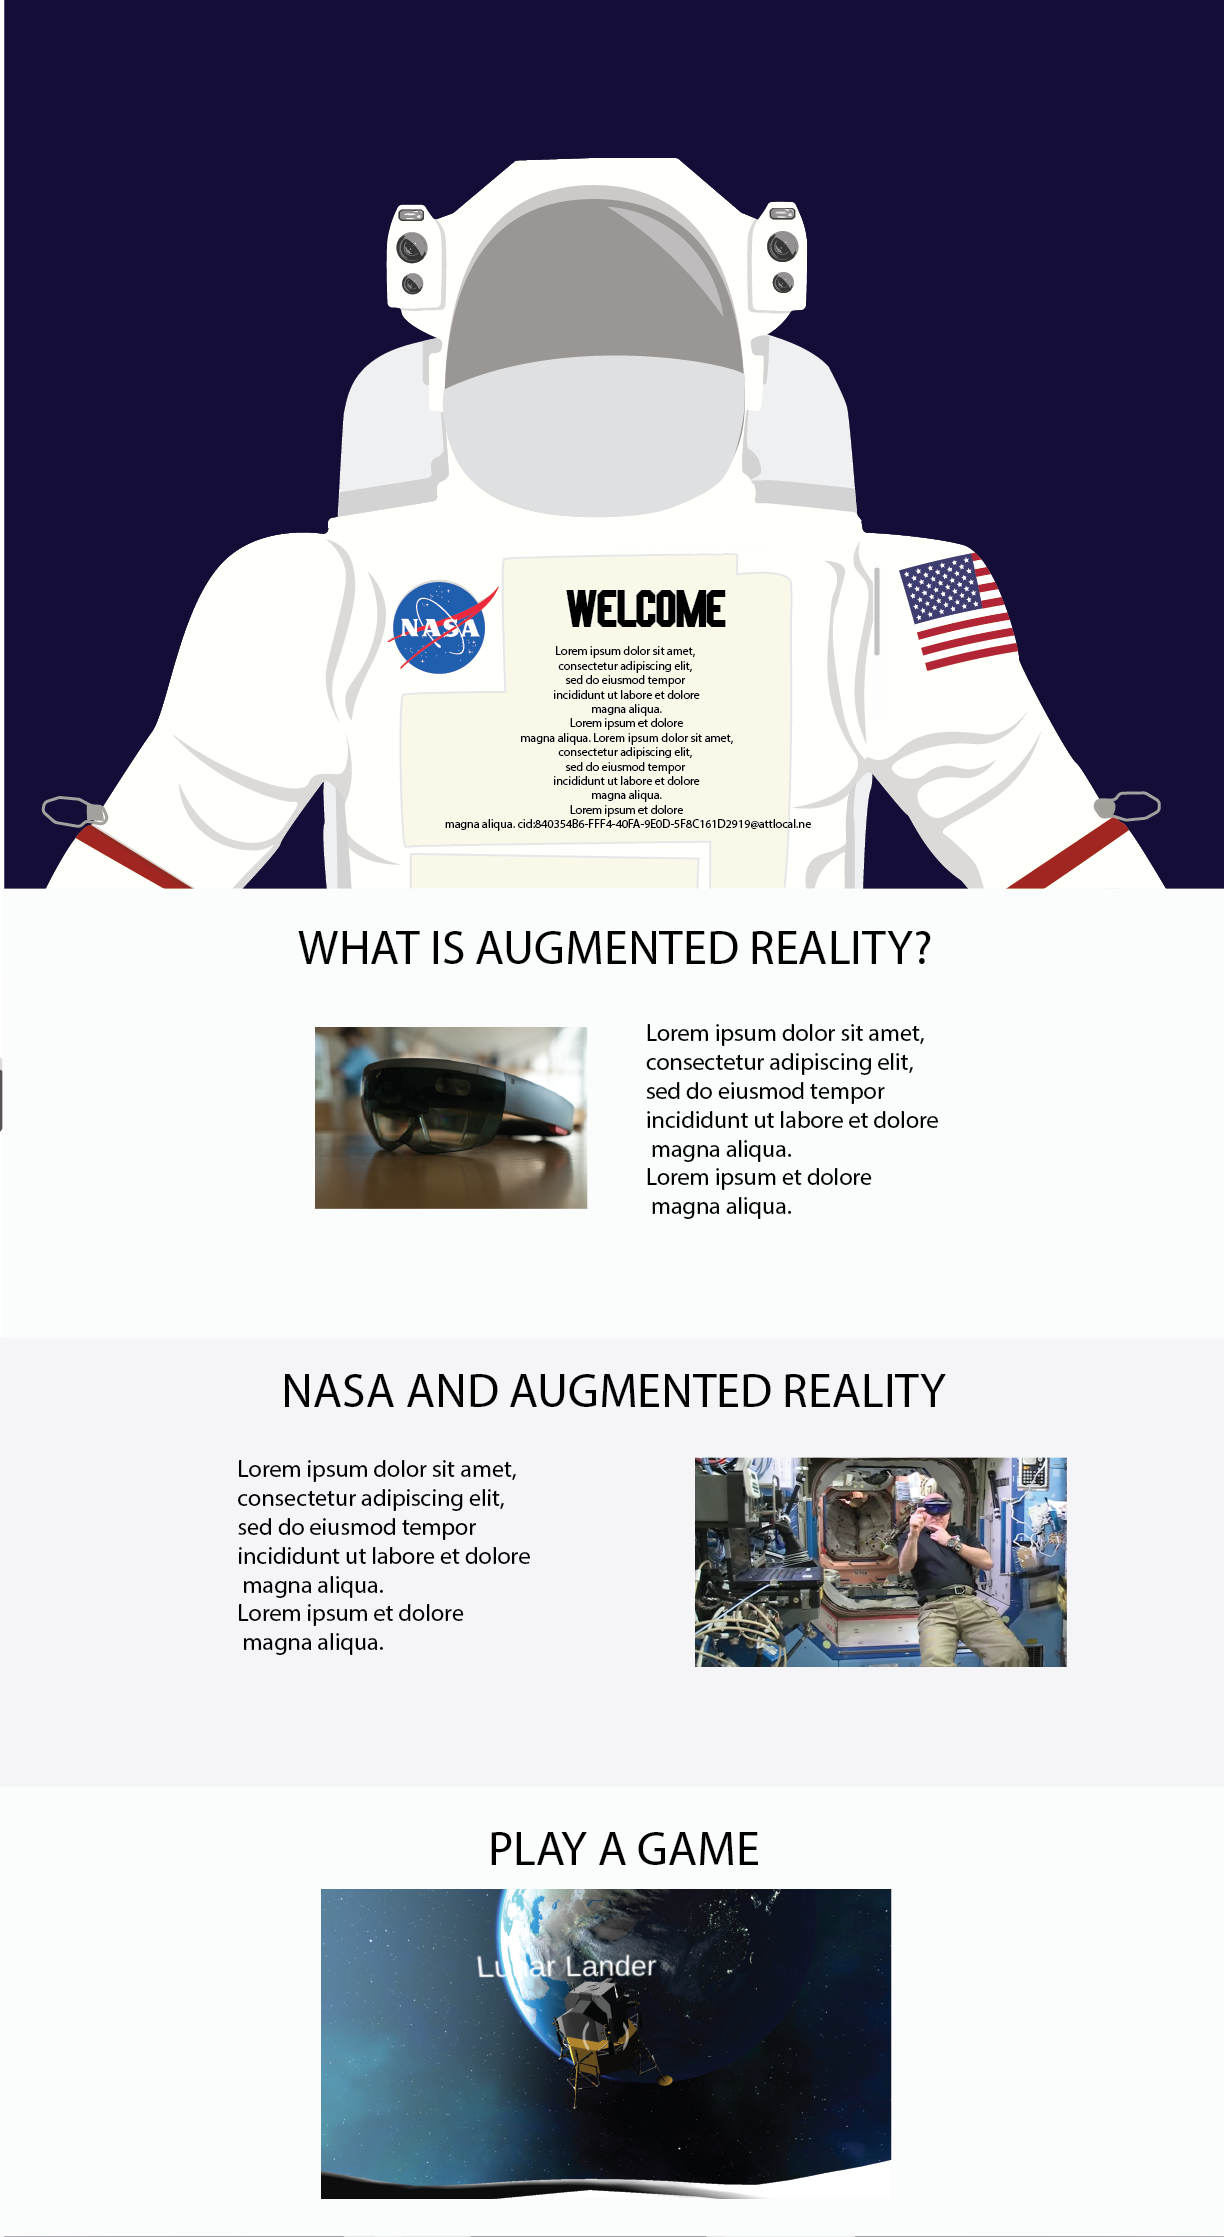 NASA
WELCOME
Lorem ipsum dolor sit amet,
consectetur adipiscing elit,
sed do eiusmod tempor
incididunt ut labore et dolore
magna aliqua.
Lorem ipsum et dolore
magna aliqua. Lorem ipsum dolor sit amet,
consectetur adipiscing elit,
sed do eiusmod tempor
incididunt ut labore et dolore
magna aliqua.
Lorem ipsum et dolore
magna aliqua. cid:840354B6-FFF4-40FA-9E0D-5F8C161D2919@attlocal.ne
WHAT IS AUGMENTED REALITY?
Lorem ipsum dolor sit amet,
consectetur adipiscing elit,
sed do eiusmod tempor
incididunt ut labore et dolore
magna aliqua.
Lorem ipsum et dolore
magna aliqua.
NASA AND AUGMENTED REALITY
Lorem ipsum dolor sit amet,
consectetur adipiscing elit,
sed do eiusmod tempor
incididunt ut labore et dolore
magna aliqua.
Lorem ipsum et dolore
magna aliqua.
PLAY A GAME
Lunar Lander